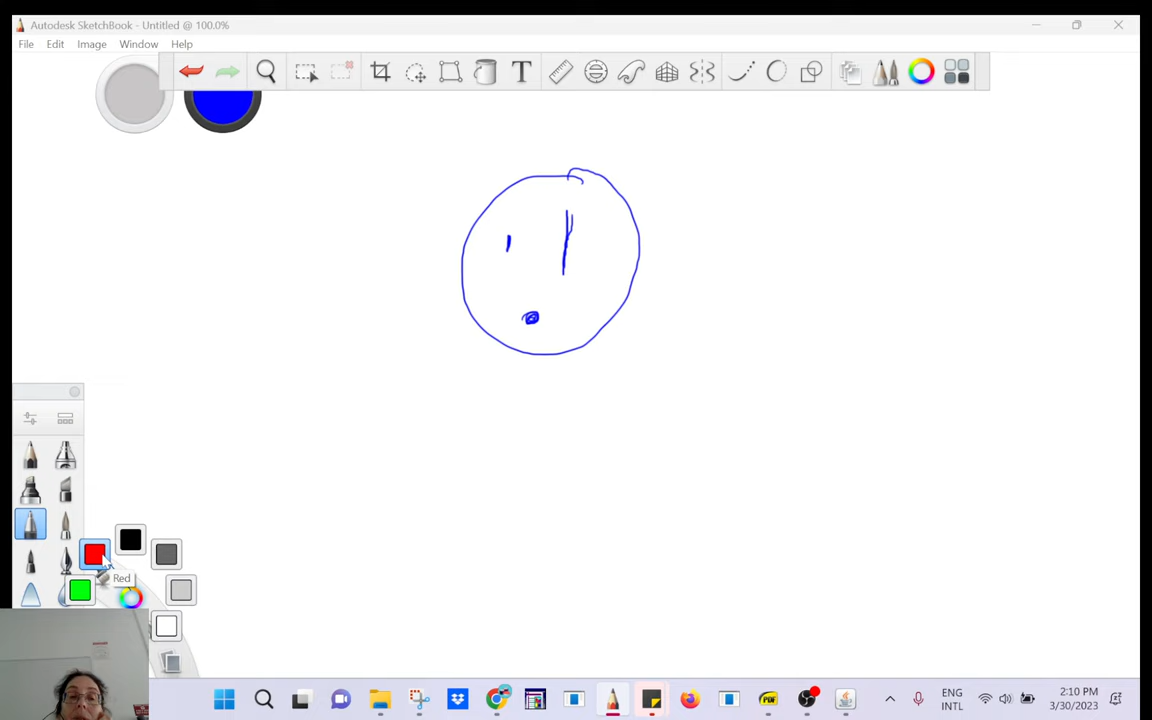 Autodesk SketchBook - Untitled @ 100.0%
File Edit Image Window Help
T
Red
PDF
ENG
INTL
2:10 PM
3/30/2023